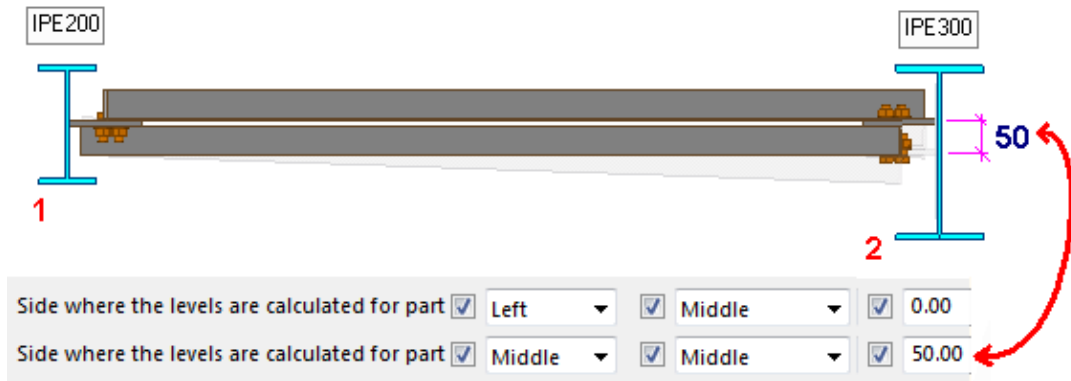 IPE200
IPE300
50
1
2
Side where the levels are calculated for part Left Middle 0.00
Side where the levels are calculated for part Middle Middle 50.00